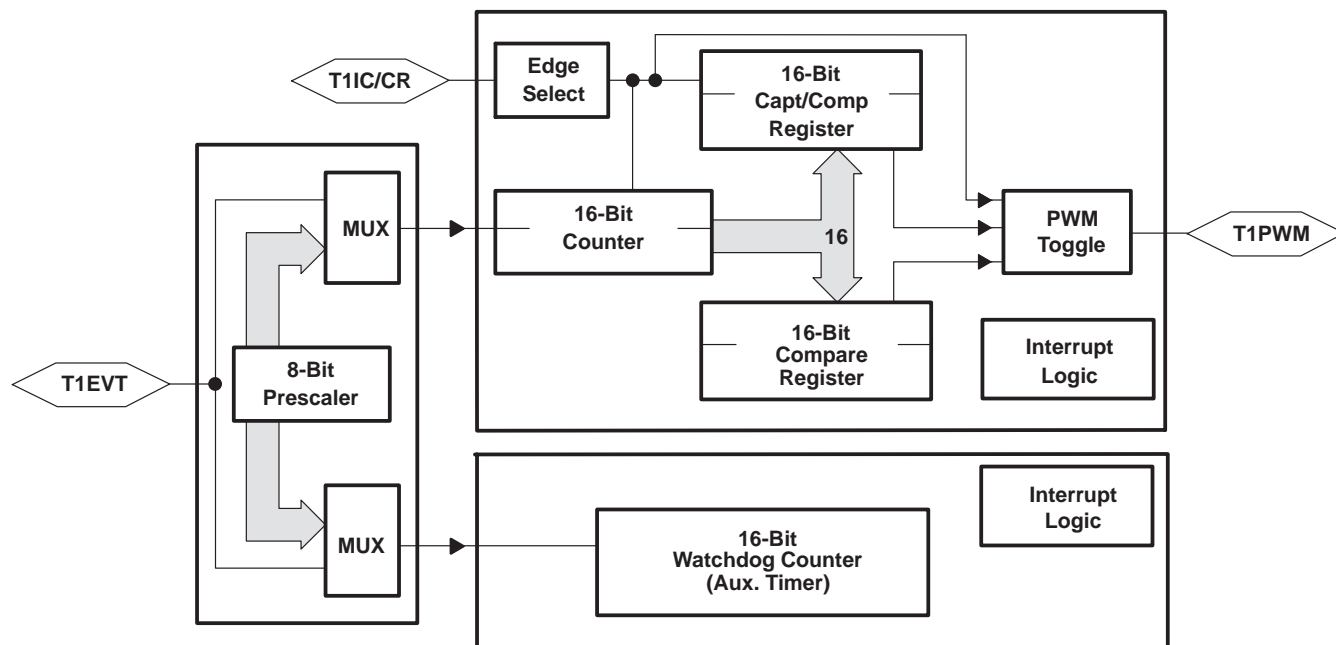 T1IC/CR
Edge
Select
16-Bit
Capt/Comp
Register
MUX
16-Bit
Counter
16
PWM
Toggle
T1PWM
16-Bit
Compare
Register
Interrupt
Logic
T1EVT
8-Bit
Prescaler
MUX
16-Bit
Watchdog Counter
(Aux. Timer)
Interrupt
Logic